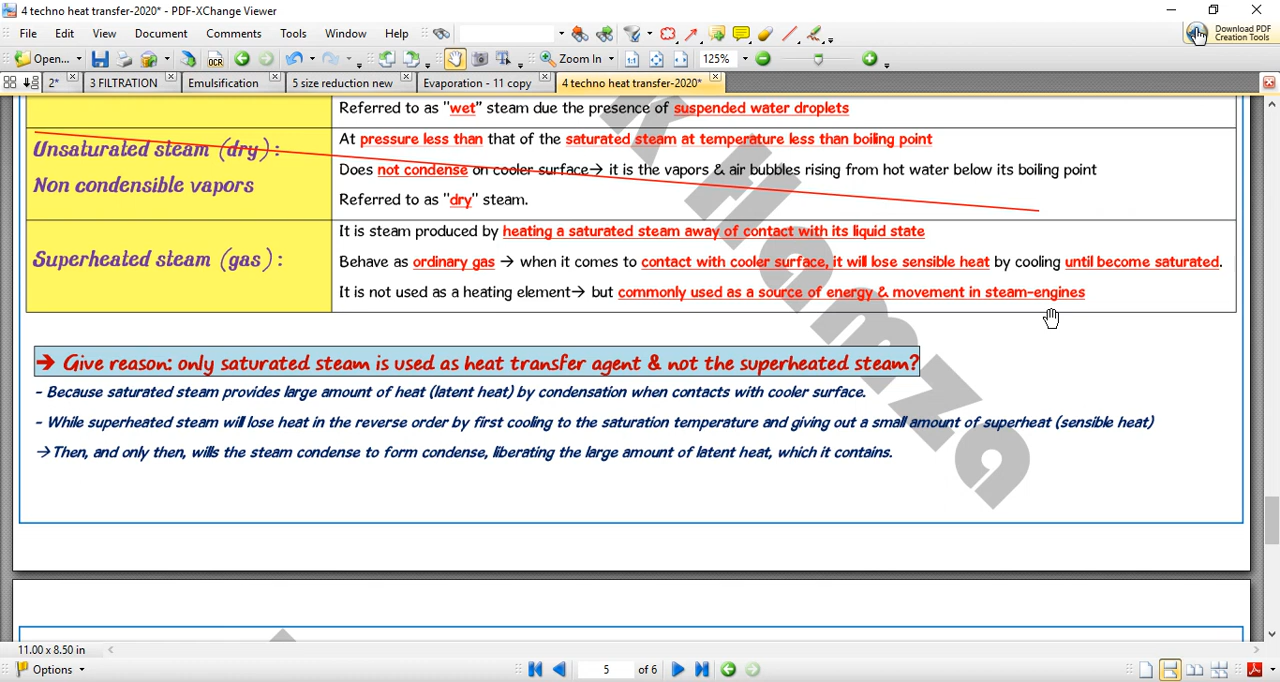 4 techno heat transfer-2020* - PDF-XChange Viewer
File Edit View Document Comments Tools Window Help
Download PDF
Creation Tools
Open... OCR Zoom In 125%
2* 3 FILTRATION Emulsification 5 size reduction new Evaporation - 11 copy 4 techno heat transfer-2020*
Referred to as "wet" steam due the presence of suspended water droplets
Unsaturated steam (dry) :
Non condensible vapors
At pressure less than that of the saturated steam at temperature less than boiling point
Does not condense on cooler surface→ it is the vapors & air bubbles rising from hot water below its boiling point
Referred to as "dry" steam.
Superheated steam (gas) :
It is steam produced by heating a saturated steam away of contact with its liquid state
Behave as ordinary gas → when it comes to contact with cooler surface, it will lose sensible heat by cooling until become saturated.
It is not used as a heating element→ but commonly used as a source of energy & movement in steam-engines
→ Give reason: only saturated steam is used as heat transfer agent & not the superheated steam?
- Because saturated steam provides large amount of heat (latent heat) by condensation when contacts with cooler surface.
- While superheated steam will lose heat in the reverse order by first cooling to the saturation temperature and giving out a small amount of superheat (sensible heat)
→Then, and only then, wills the steam condense to form condense, liberating the large amount of latent heat, which it contains.
K Hamza
11.00 x 8.50 in
Options 5 of 6